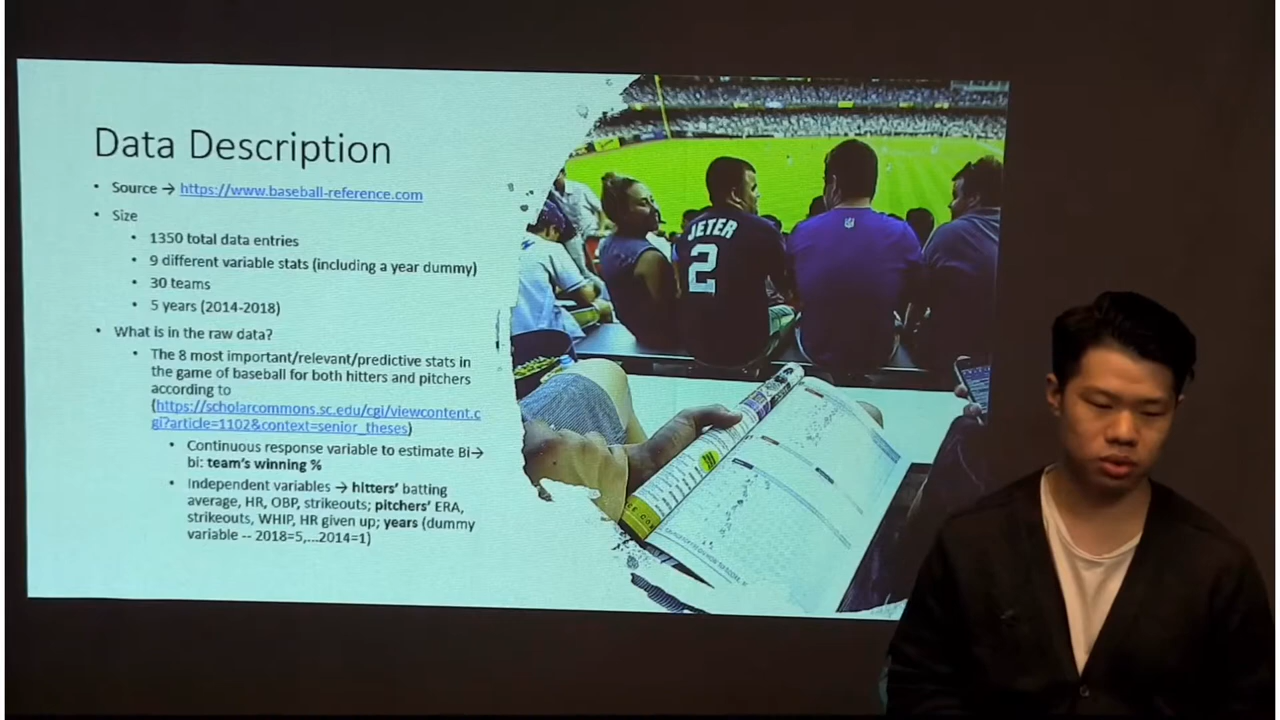 Data Description
• Source → https://www.baseball-reference.com
• Size
• 1350 total data entries
• 9 different variable stats (including a year dummy)
• 30 teams
• 5 years (2014-2018)
• What is in the raw data?
• The 8 most important/relevant/predictive stats in
the game of baseball for both hitters and pitchers
according to
(https://scholarcommons.sc.edu/cgi/viewcontent.c
gi?article=1102&context=senior_theses)
• Continuous response variable to estimate Bi→
bi: team's winning %
• Independent variables → hitters' batting
average, HR, OBP, strikeouts; pitchers' ERA,
strikeouts, WHIP, HR given up; years (dummy
variable -- 2018=5,...2014=1)
JETER
2
NFL